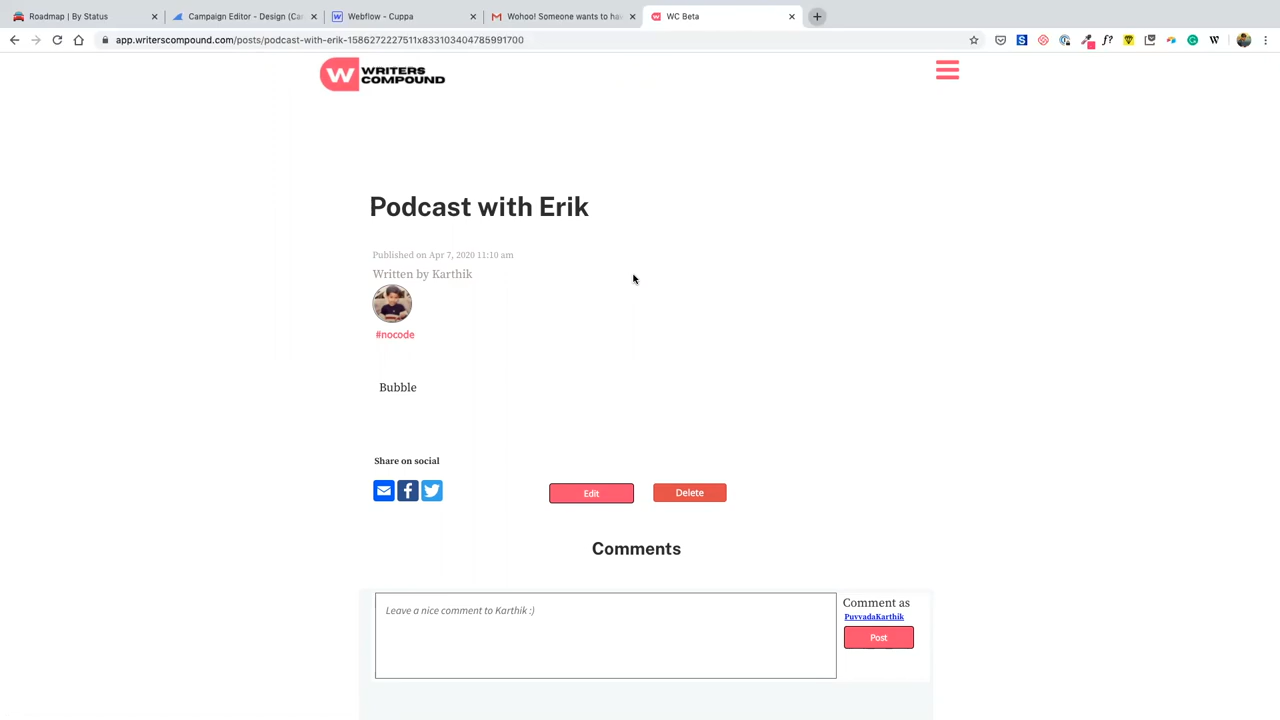 Roadmap | By Status
Campaign Editor - Design (Ca
Webflow - Cuppa
Wohoo! Someone wants to hav
WC Beta
app.writerscompound.com/posts/podcast-with-erik-1586272227511x833103404785991700
WRITERS
COMPOUND
Podcast with Erik
Published on Apr 7, 2020 11:10 am
Written by Karthik
#nocode
Bubble
Share on social
Edit
Delete
Comments
Leave a nice comment to Karthik :)
Comment as
PuvvadaKarthik
Post